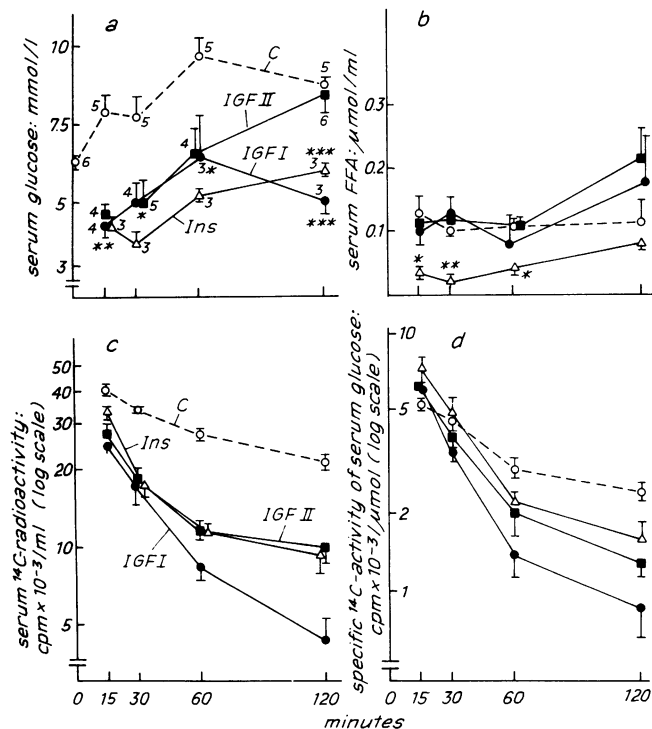 a
serum glucose: mmol/l
10
7.5
5
3
6
5
5
5
C
5
IGF II
6
IGF I
4
3*
4
*
5
4
4
3
**
3
Ins
3
***
3
3
***
b
serum FFA: µmol/ml
0.3
0.2
0.1
*
**
*
c
serum ¹⁴C-radioactivity:
cpm x 10⁻³/ml (log scale)
50
40
30
20
10
5
C
Ins
IGF II
IGF I
0 15 30 60 120
d
specific ¹⁴C-activity of serum glucose:
cpm x 10⁻³/µmol (log scale)
10
5
2
1
0 15 30 60 120
minutes